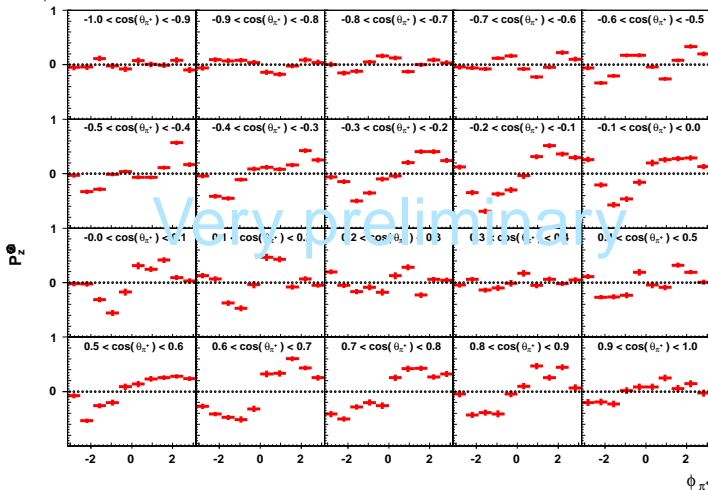 1
-1.0 < cos(θπ+) < -0.9
-0.9 < cos(θπ+) < -0.8
-0.8 < cos(θπ+) < -0.7
-0.7 < cos(θπ+) < -0.6
-0.6 < cos(θπ+) < -0.5
0
1
-0.5 < cos(θπ+) < -0.4
-0.4 < cos(θπ+) < -0.3
-0.3 < cos(θπ+) < -0.2
-0.2 < cos(θπ+) < -0.1
-0.1 < cos(θπ+) < 0.0
0
Very preliminary
1
-0.0 < cos(θπ+) < 0.1
0
0.5 < cos(θπ+) < 0.6
0.6 < cos(θπ+) < 0.7
0.7 < cos(θπ+) < 0.8
0.8 < cos(θπ+) < 0.9
0.9 < cos(θπ+) < 1.0
1
0
-2 0 2
-2 0 2
-2 0 2
-2 0 2
-2 0 2